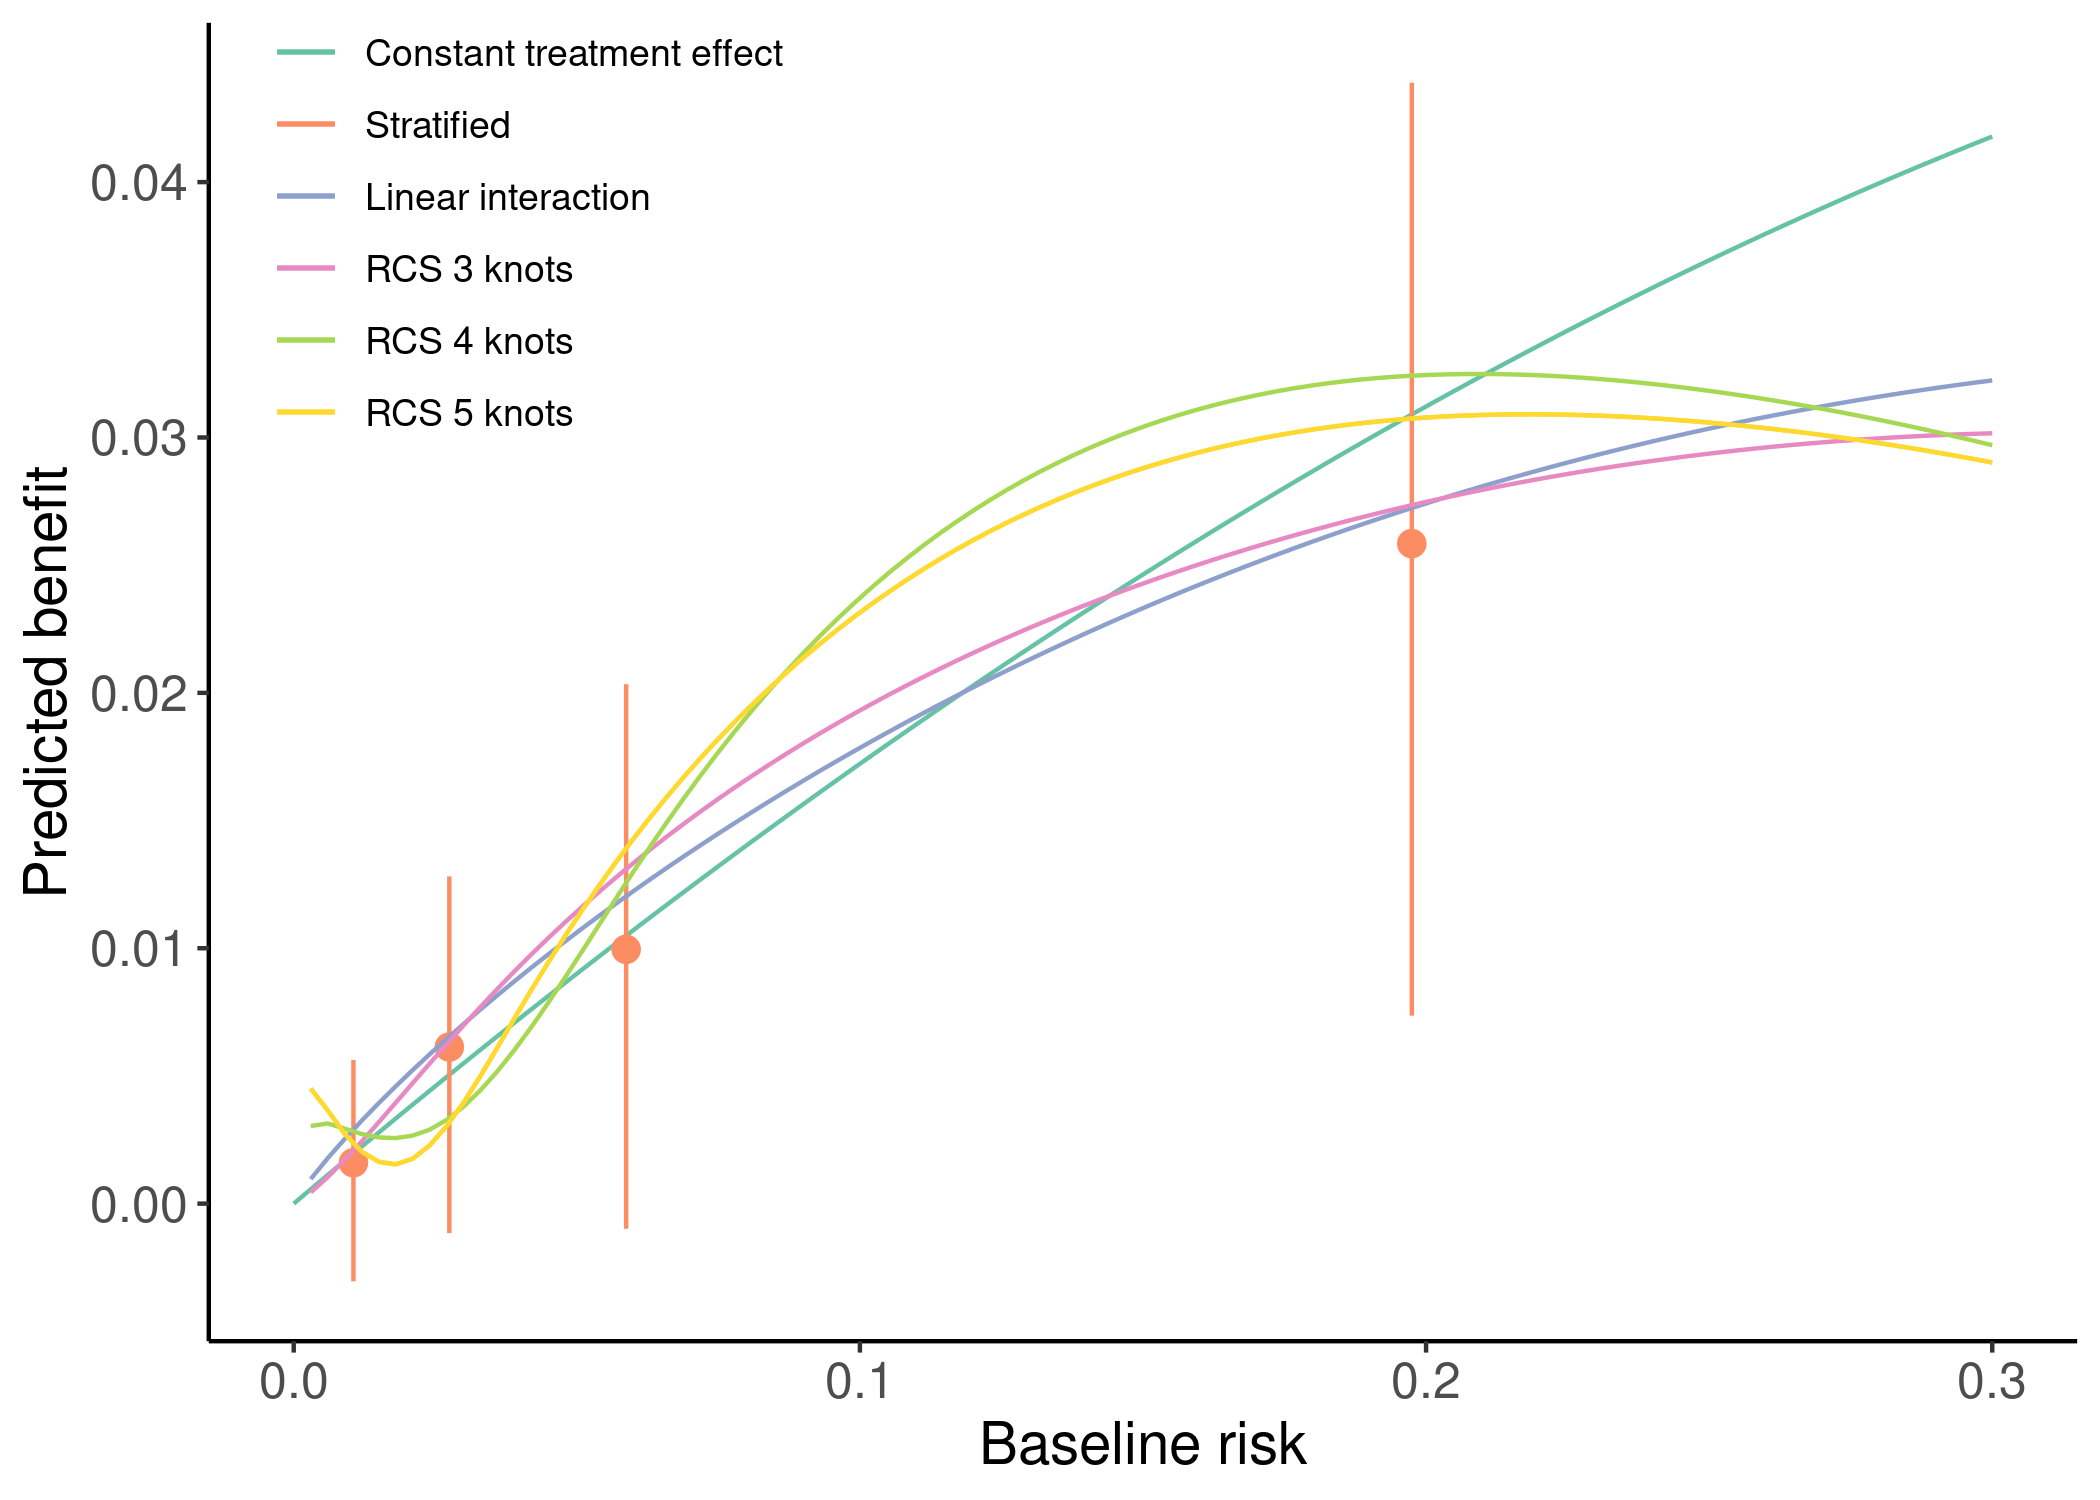 Constant treatment effect
Stratified
Linear interaction
RCS 3 knots
RCS 4 knots
RCS 5 knots
Predicted benefit
0.04
0.03
0.02
0.01
0.00
0.0 0.1 0.2 0.3
Baseline risk